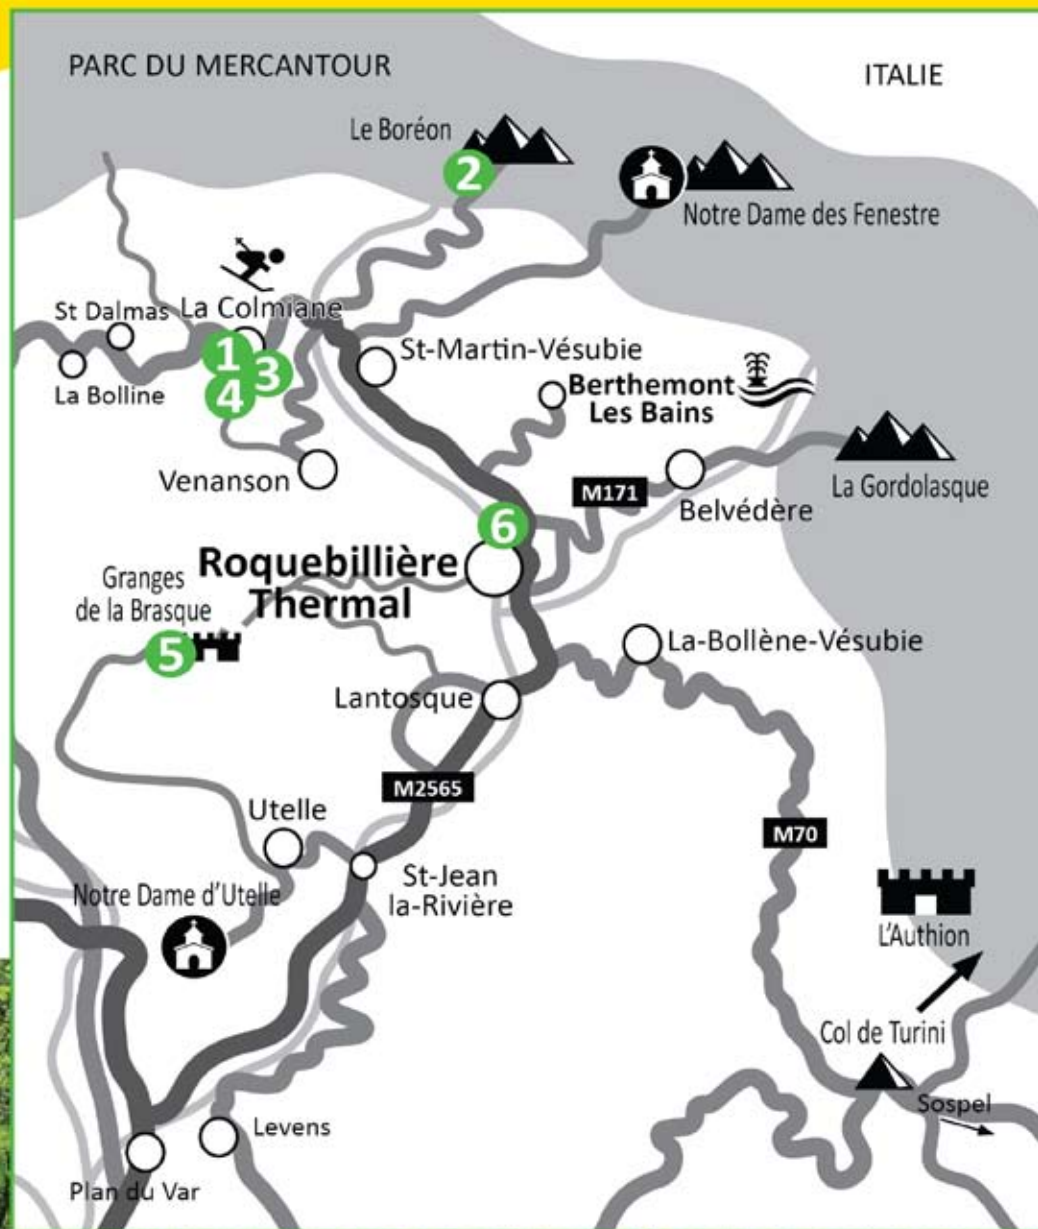 PARC DU MERCANTOUR
ITALIE
Le Boréon
2
Notre Dame des Fenestre
St Dalmas
La Colmiane
1
3
4
La Bolline
St-Martin-Vésubie
Berthemont
Les Bains
Venanson
M171
Belvédère
La Gordolasque
6
Roquebillière
Thermal
Granges
de la Brasque
5
La-Bollène-Vésubie
Lantosque
M2565
Utelle
M70
St-Jean
la-Rivière
Notre Dame d'Utelle
L'Authion
Col de Turini
Sospel
Levens
Plan du Var